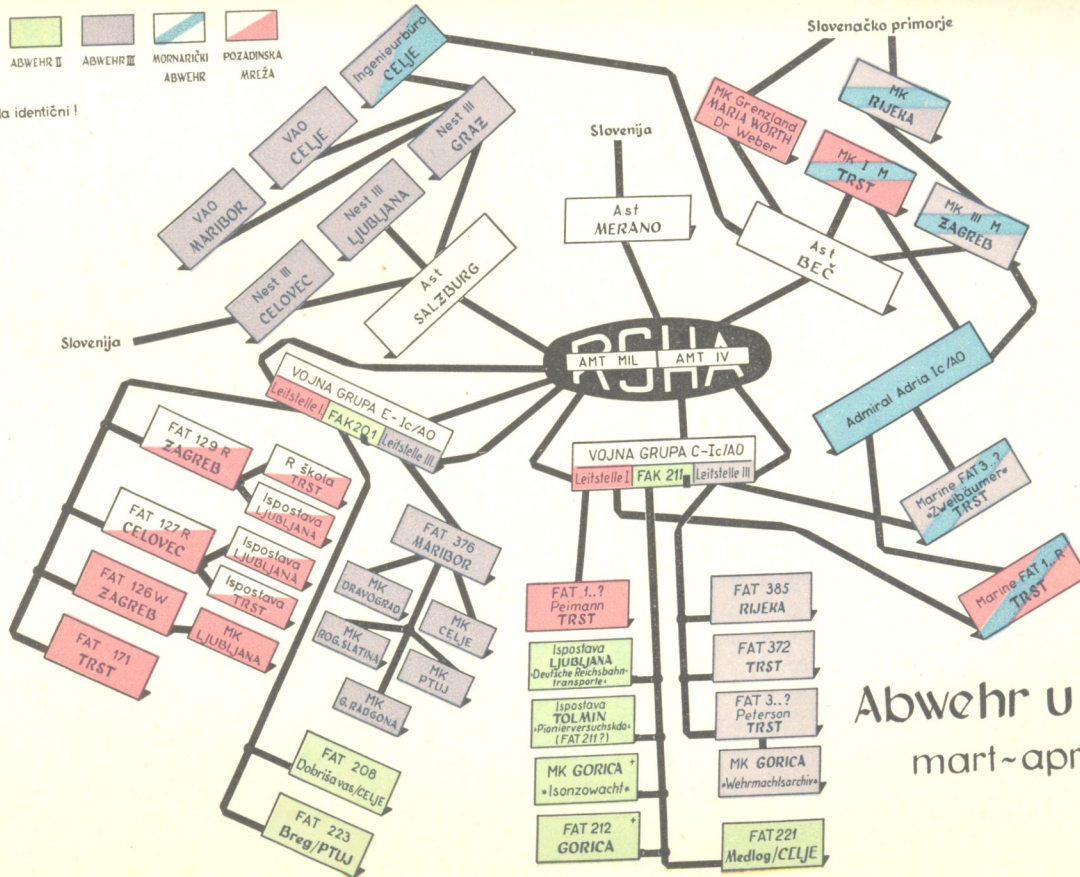 ABWEHR II
ABWEHR III
MORNARIČKI
ABWEHR
POZADINSKA
MREŽA
identični !
Ingenieurbüro
CELJE
VAO
CELJE
Nest III
GRAZ
VAO
MARIBOR
Nest III
LJUBLJANA
Nest III
CELOVEC
Ast
SALZBURG
Slovenija
Slovenija
Ast
MERANO
Slovenačko primorje
MK Grenzland
MARIA WÖRTH
Dr Weber
MK
RIJEKA
MK I M
TRST
MK III M
ZAGREB
Ast
BEČ
RSHA
AMT MIL
AMT IV
Admiral Adria Ic/AO
Marine FAT 3..?
»Zweibäumer«
TRST
Marine FAT 1.. R
TRST
VOJNA GRUPA E-Ic/AO
Leitstelle I
FAK 201
Leitstelle III
VOJNA GRUPA C-Ic/AO
Leitstelle I
FAK 211
Leitstelle III
FAT 129 R
ZAGREB
R škola
TRST
Ispostava
LJUBLJANA
FAT 127 R
CELOVEC
Ispostava
LJUBLJANA
Ispostava
TRST
FAT 126 W
ZAGREB
MK
LJUBLJANA
FAT 171
TRST
FAT 376
MARIBOR
MK
DRAVOGRAD
MK
CELJE
MK
ROG. SLATINA
MK
PTUJ
MK
G. RADGONA
FAT 208
Dobriša vas/CELJE
FAT 223
Breg/PTUJ
FAT 1..?
Peimann
TRST
Ispostava
LJUBLJANA
»Deutsche Reichsbahn-
transporte«
Ispostava
TOLMIN
»Pionierversuchskdo«
(FAT 211?)
MK GORICA +
»Isonzowacht«
FAT 212 +
GORICA
FAT 385
RIJEKA
FAT 372
TRST
FAT 3..?
Peterson
TRST
MK GORICA
»Wehrmachtsarchiv«
FAT 221
Medlog/CELJE
Abwehr u
mart~apr